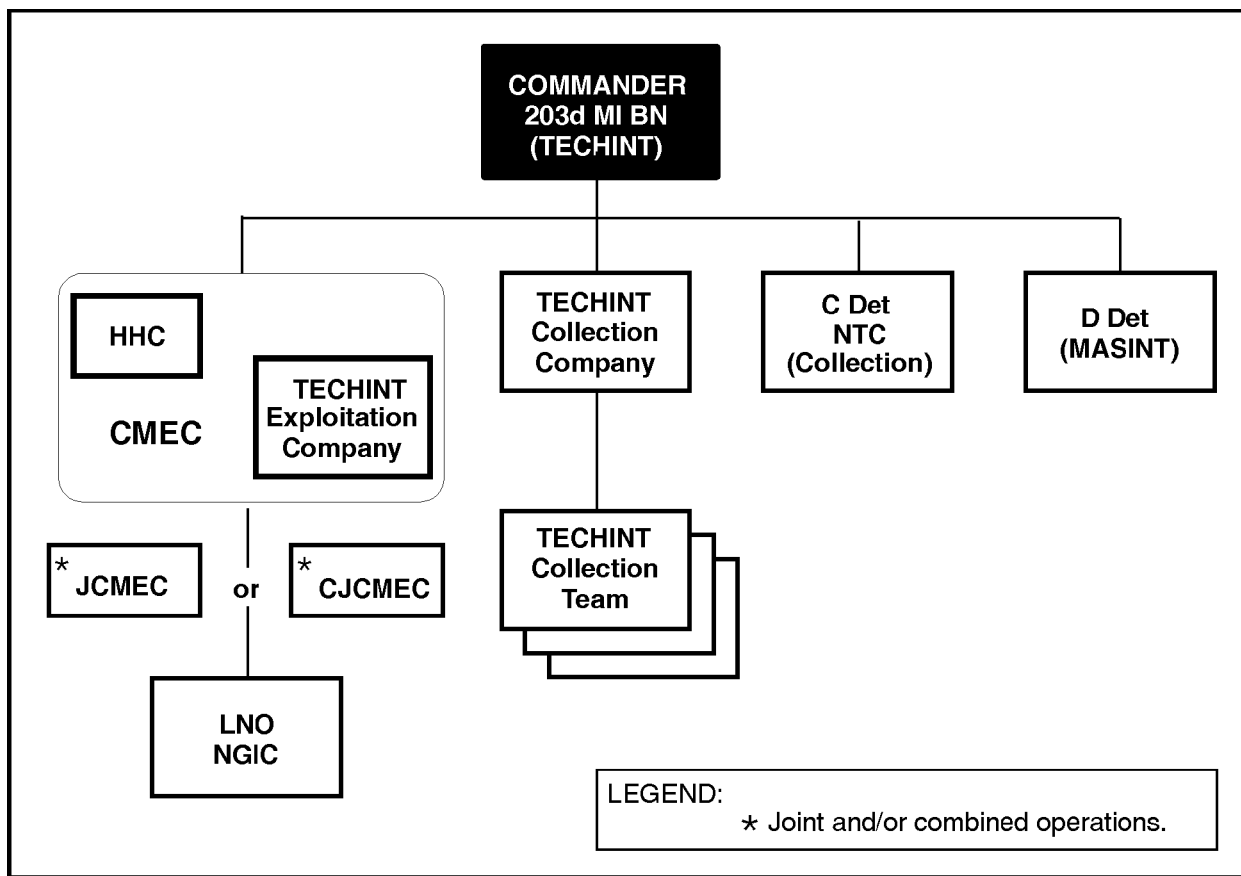 COMMANDER
203d MI BN
(TECHINT)
HHC
TECHINT
Exploitation
Company
CMEC
TECHINT
Collection
Company
C Det
NTC
(Collection)
D Det
(MASINT)
* JCMEC
or
* CJCMEC
TECHINT
Collection
Team
LNO
NGIC
LEGEND:
* Joint and/or combined operations.